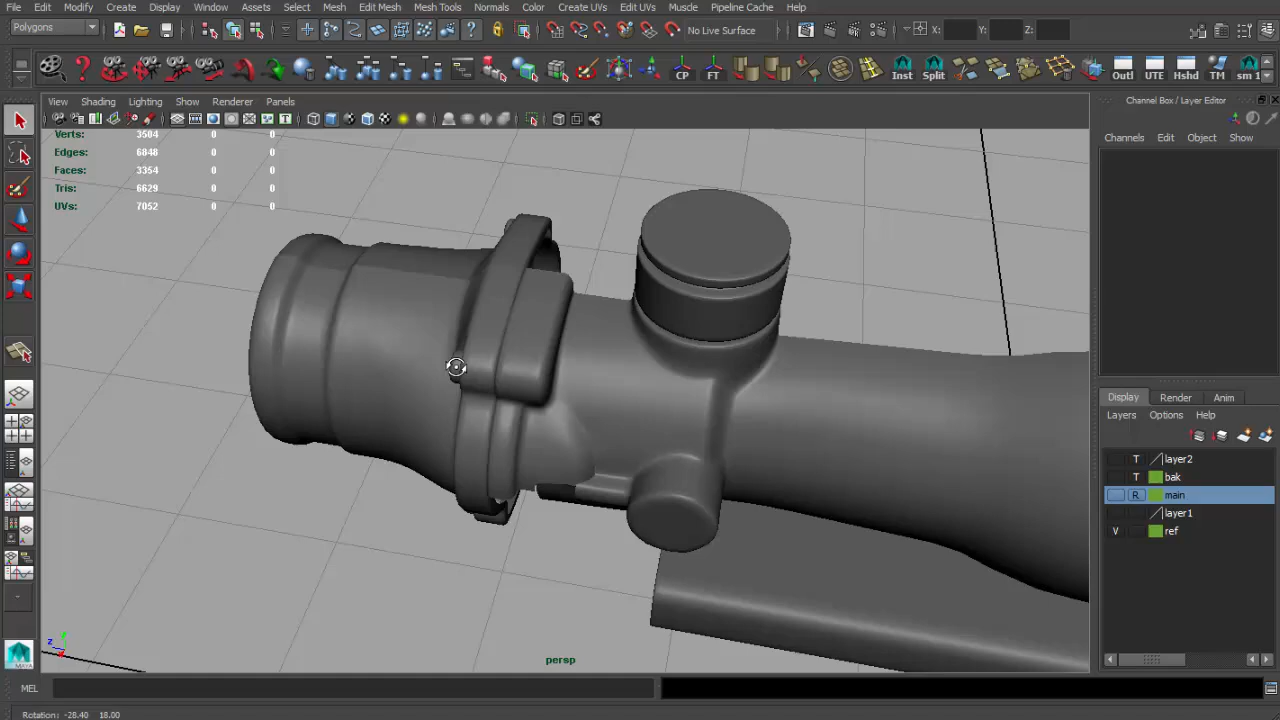 File Edit Modify Create Display Window Assets Select Mesh Edit Mesh Mesh Tools Normals Color Create UVs Edit UVs Muscle Pipeline Cache Help
Polygons No Live Surface X: Y: Z:
CP FT Inst Split Outl UTE Hshd TM sm 1
View Shading Lighting Show Renderer Panels
Channel Box / Layer Editor
Channels Edit Object Show
Verts: 3504 0 0
Edges: 6848 0 0
Faces: 3354 0 0
Tris: 6629 0 0
UVs: 7052 0 0
Display Render Anim
Layers Options Help
T layer2
T bak
R main
layer1
V ref
persp
z y x
MAYA
MEL
Rotation: -28.40 18.00